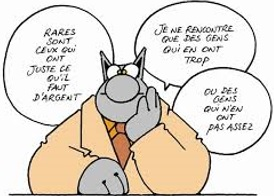 RARES
SONT
CEUX QUI
ONT
JUSTE CE
QU'IL
FAUT
D'ARGENT
JE NE RENCONTRE
QUE DES GENS
QUI EN ONT
TROP
OU DES
GENS
QUI N'EN
ONT
PAS ASSEZ